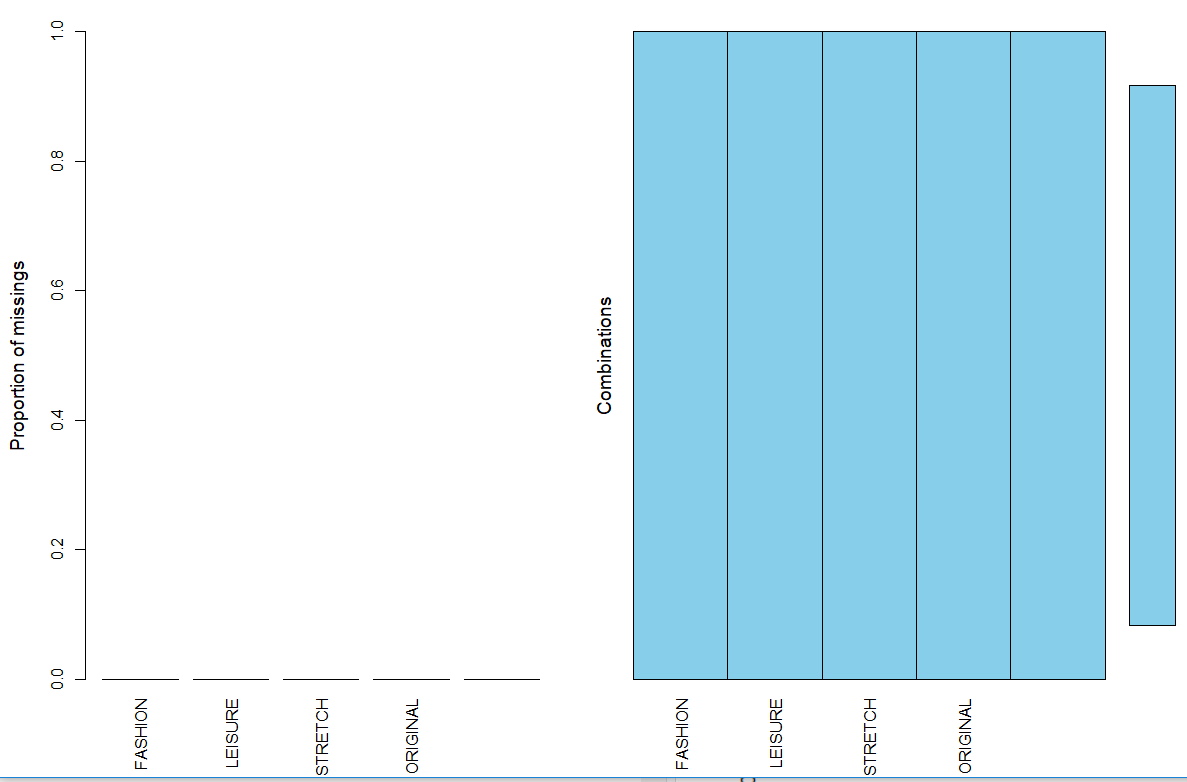 Proportion of missings
1.0
0.8
0.6
0.4
0.2
0.0
FASHION
LEISURE
STRETCH
ORIGINAL
Combinations
FASHION
LEISURE
STRETCH
ORIGINAL